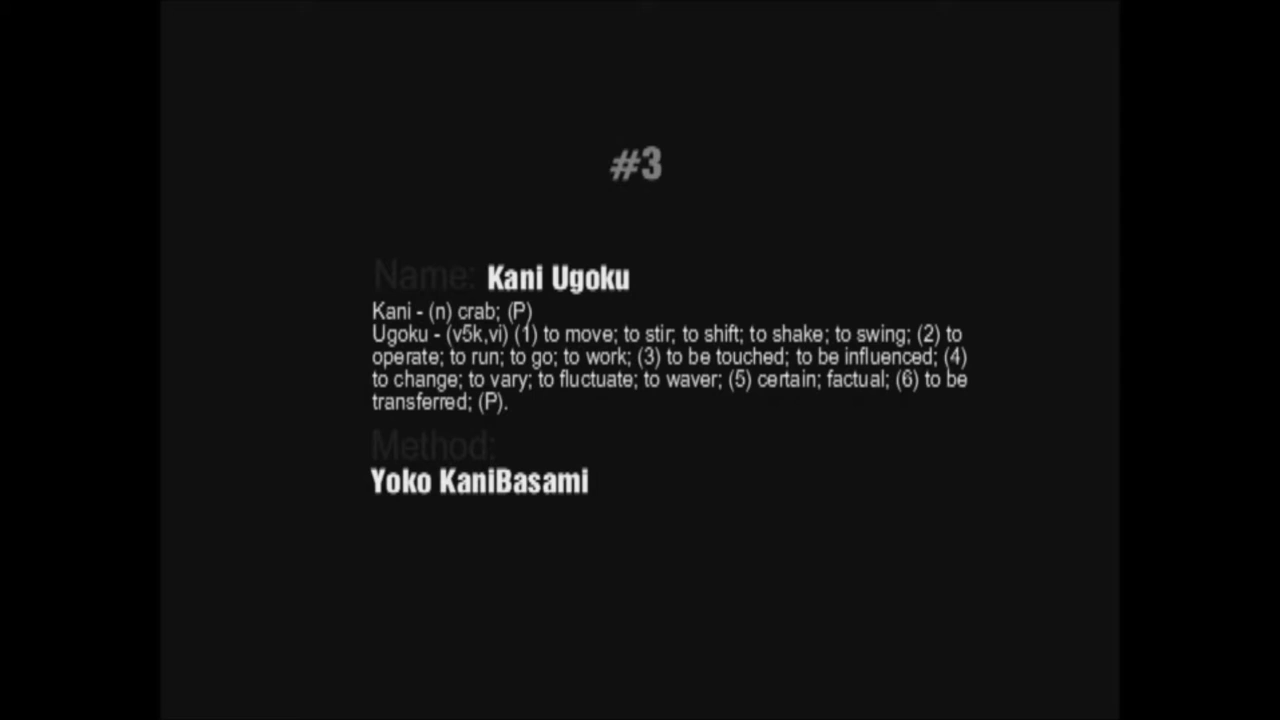 #3
Name: Kani Ugoku
Kani - (n) crab; (P)
Ugoku - (v5k,vi) (1) to move; to stir; to shift; to shake; to swing; (2) to
operate; to run; to go; to work; (3) to be touched; to be influenced; (4)
to change; to vary; to fluctuate; to waver; (5) certain; factual; (6) to be
transferred; (P).
Method:
Yoko KaniBasami